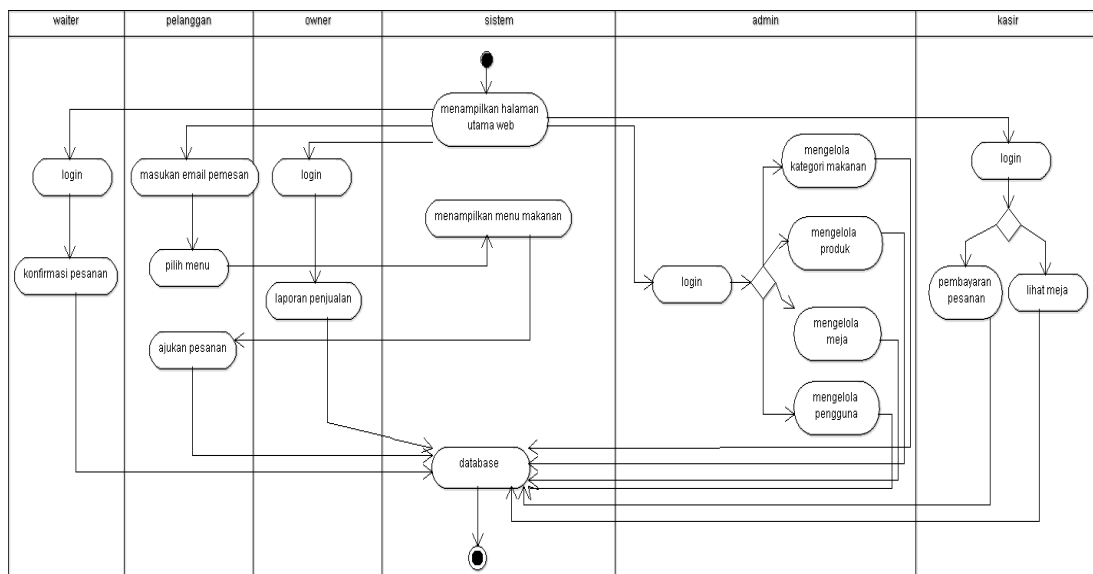 waiter
pelanggan
owner
sistem
admin
kasir
menampilkan halaman
utama web
login
masukan email pemesan
login
mengelola
kategori makanan
login
menampilkan menu makanan
konfirmasi pesanan
pilih menu
mengelola
produk
login
laporan penjualan
pembayaran
pesanan
lihat meja
ajukan pesanan
mengelola
meja
mengelola
pengguna
database